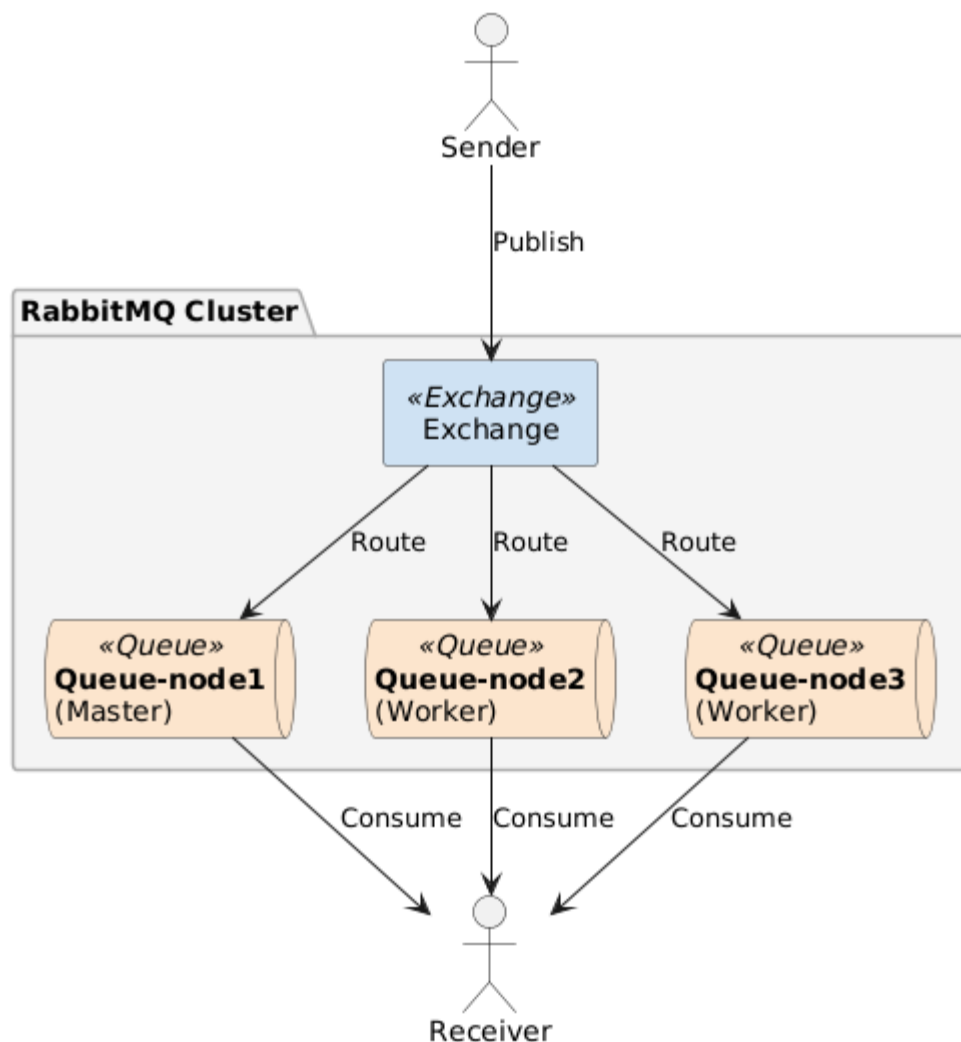 Sender
Publish
RabbitMQ Cluster
«Exchange»
Exchange
Route
Route
Route
«Queue»
Queue-node1
(Master)
«Queue»
Queue-node2
(Worker)
«Queue»
Queue-node3
(Worker)
Consume
Consume
Consume
Receiver